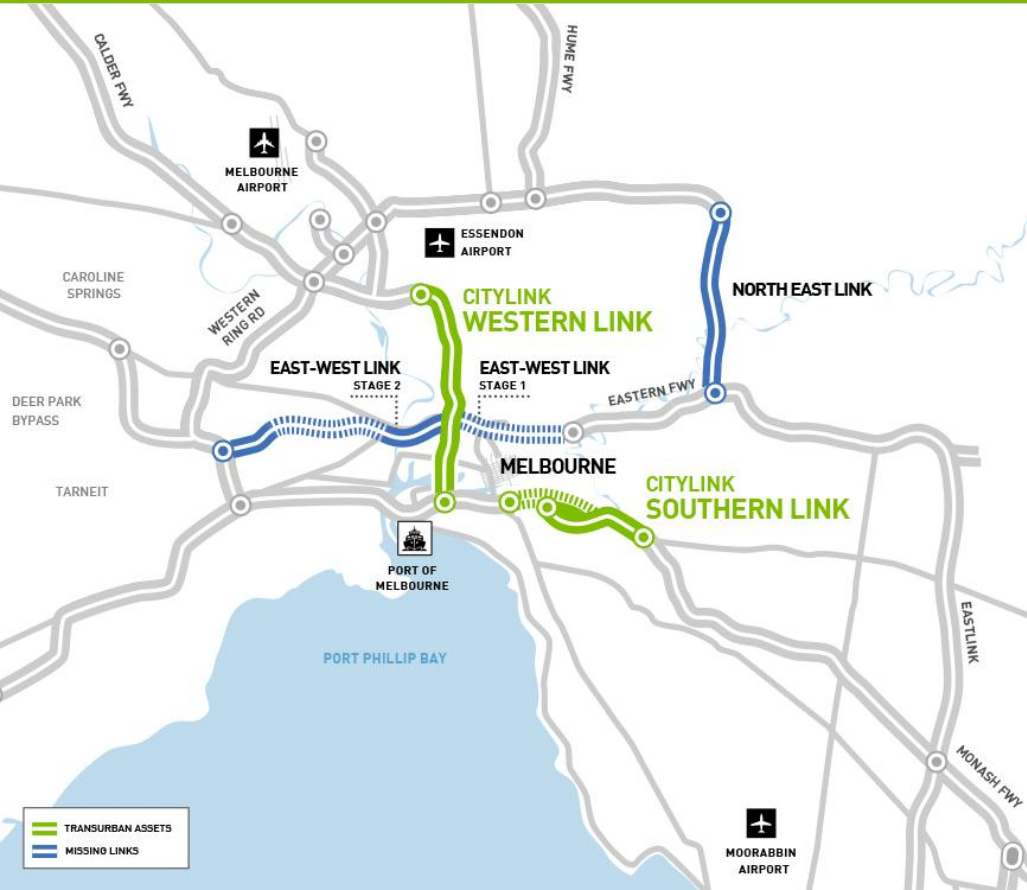 CALDER FWY
HUME FWY
MELBOURNE
AIRPORT
ESSENDON
AIRPORT
CAROLINE
SPRINGS
WESTERN
RING RD
CITYLINK
WESTERN LINK
NORTH EAST LINK
EAST-WEST LINK
STAGE 2
EAST-WEST LINK
STAGE 1
EASTERN FWY
DEER PARK
BYPASS
MELBOURNE
TARNEIT
CITYLINK
SOUTHERN LINK
PORT OF
MELBOURNE
EASTLINK
PORT PHILLIP BAY
MONASH FWY
TRANSURBAN ASSETS
MISSING LINKS
MOORABBIN
AIRPORT